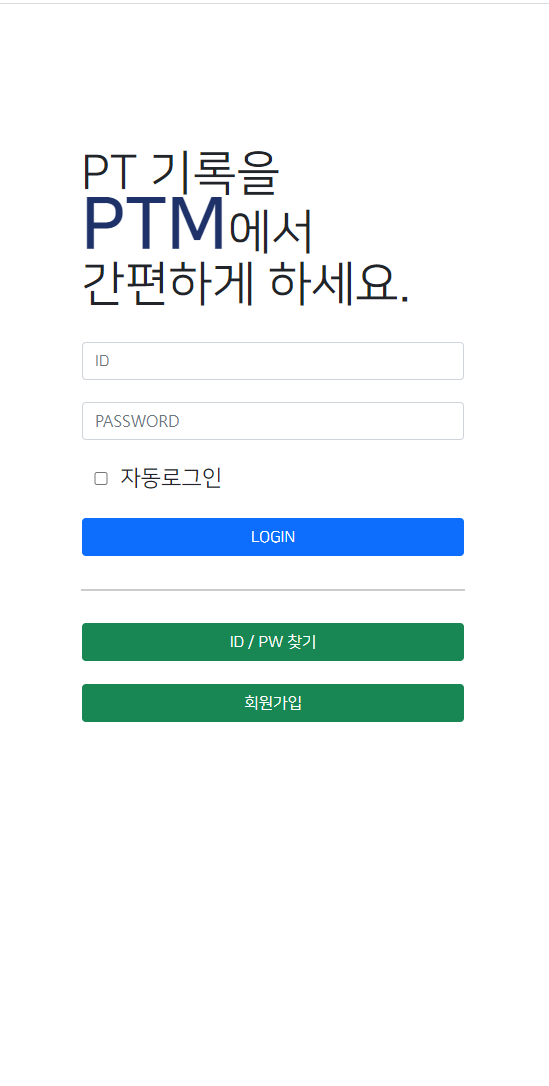 PT 기록을
PTM에서
간편하게 하세요.
ID
PASSWORD
자동로그인
LOGIN
ID / PW 찾기
회원가입